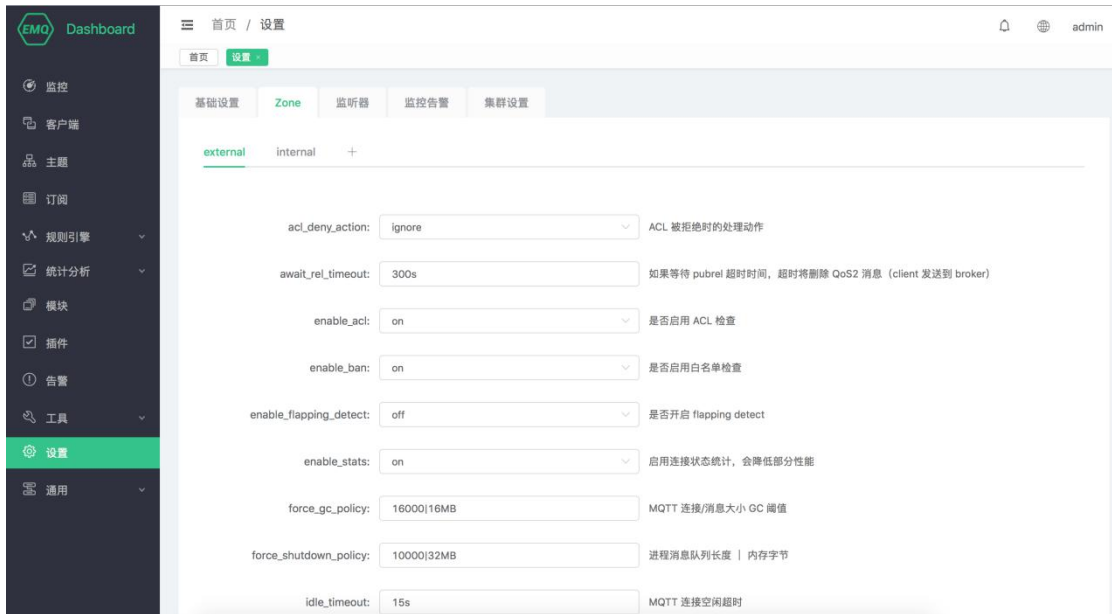 EMQ Dashboard
首页 / 设置
admin
首页 设置 ×
监控
客户端
主题
订阅
规则引擎
统计分析
模块
插件
告警
工具
设置
通用
基础设置 Zone 监听器 监控告警 集群设置
external internal +
acl_deny_action: ignore ACL 被拒绝时的处理动作
await_rel_timeout: 300s 如果等待 pubrel 超时时间，超时将删除 QoS2 消息（client 发送到 broker）
enable_acl: on 是否启用 ACL 检查
enable_ban: on 是否启用白名单检查
enable_flapping_detect: off 是否开启 flapping detect
enable_stats: on 启用连接状态统计，会降低部分性能
force_gc_policy: 16000|16MB MQTT 连接/消息大小 GC 阈值
force_shutdown_policy: 10000|32MB 进程消息队列长度 | 内存字节
idle_timeout: 15s MQTT 连接空闲超时